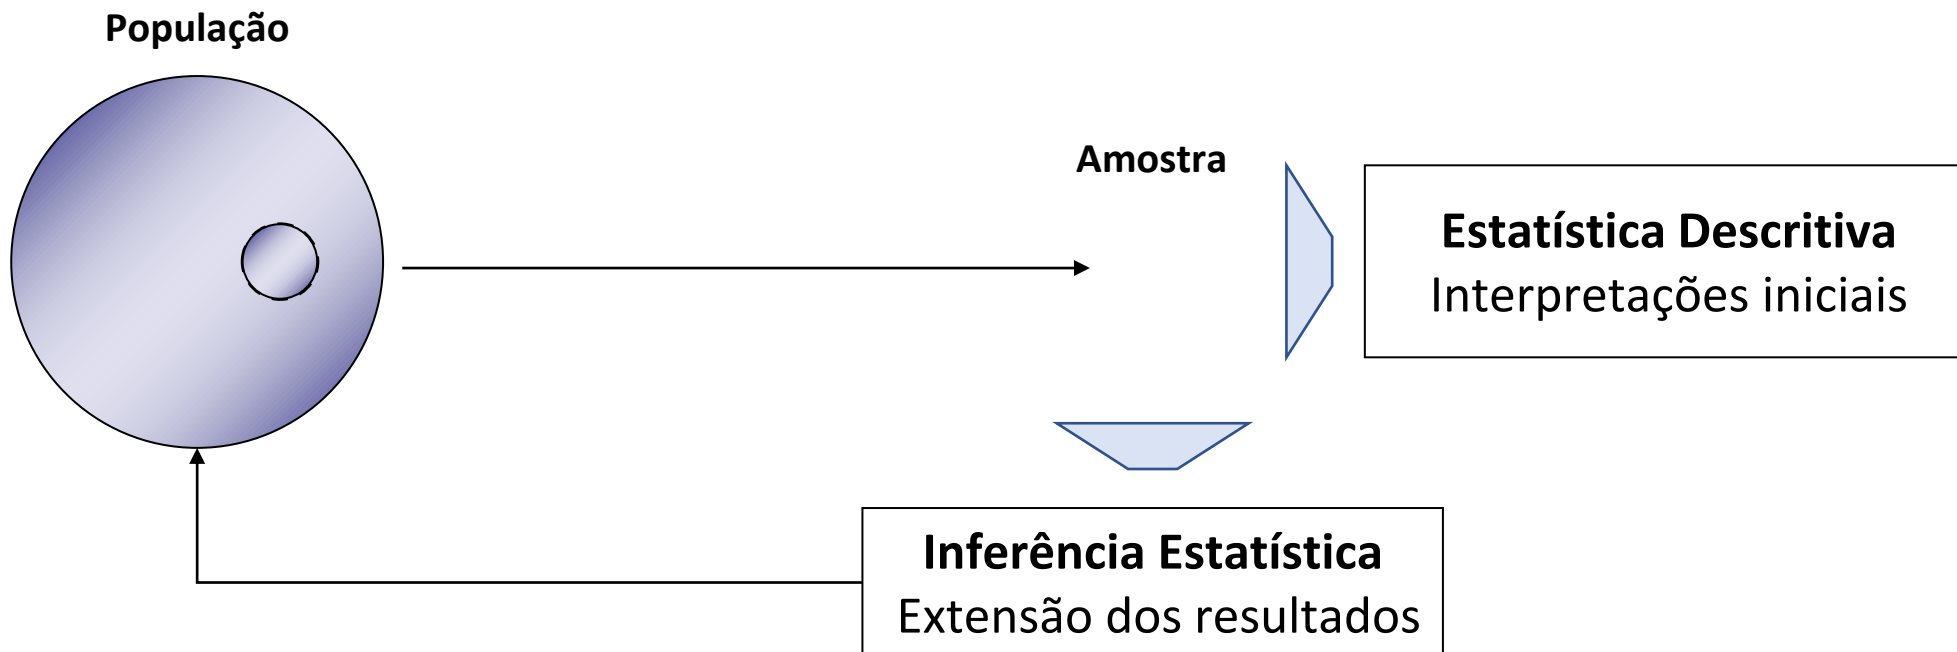 População
Amostra
Estatística Descritiva
Interpretações iniciais
Inferência Estatística
Extensão dos resultados